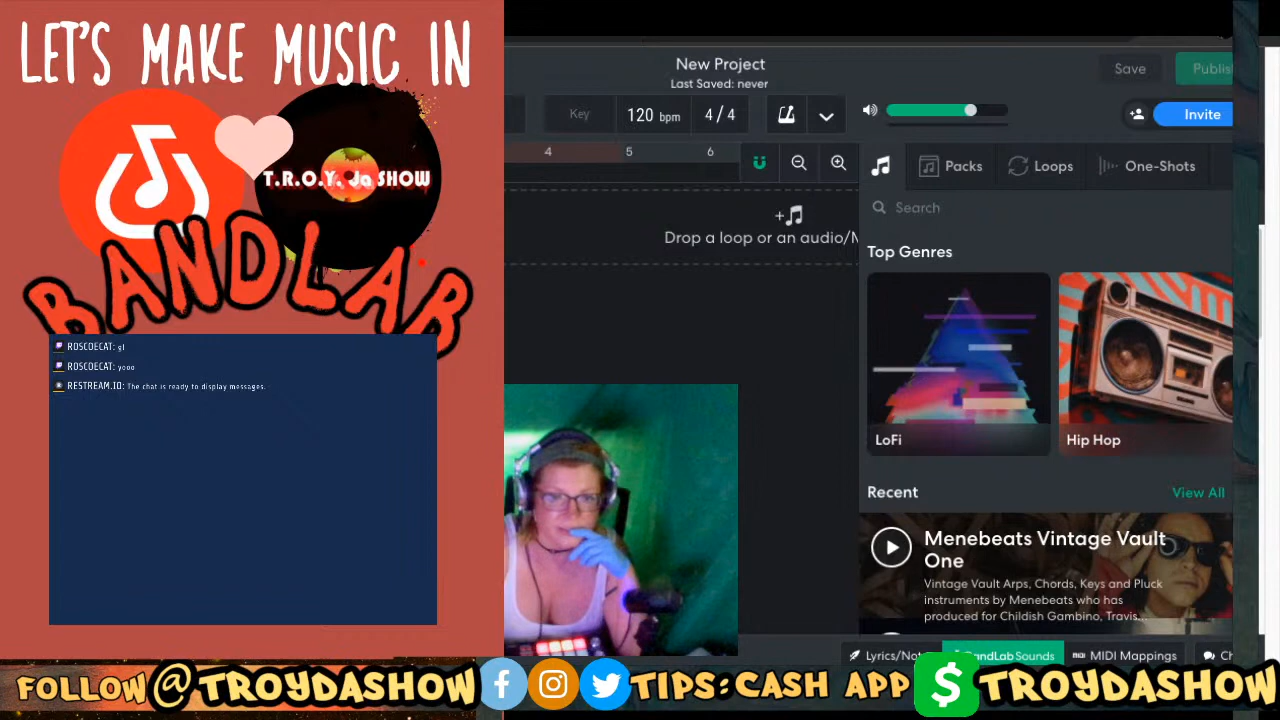 LET'S MAKE MUSIC IN
T.R.O.Y. Da SHOW
BANDLAB
ROSCOECAT: gl
ROSCOECAT: yooo
RESTREAM.IO: The chat is ready to display messages.
New Project
Last Saved: never
Save
Publis
Key
120 bpm
4 / 4
Invite
4 5 6
Packs
Loops
One-Shots
Search
Drop a loop or an audio/M
Top Genres
LoFi
Hip Hop
Recent
View All
Menebeats Vintage Vault
One
Vintage Vault Arps, Chords, Keys and Pluck
instruments by Menebeats who has
produced for Childish Gambino, Travis...
Lyrics/Not
BandLab Sounds
MIDI Mappings
Ch
FOLLOW @TROYDASHOW
TIPS:CASH APP $ TROYDASHOW